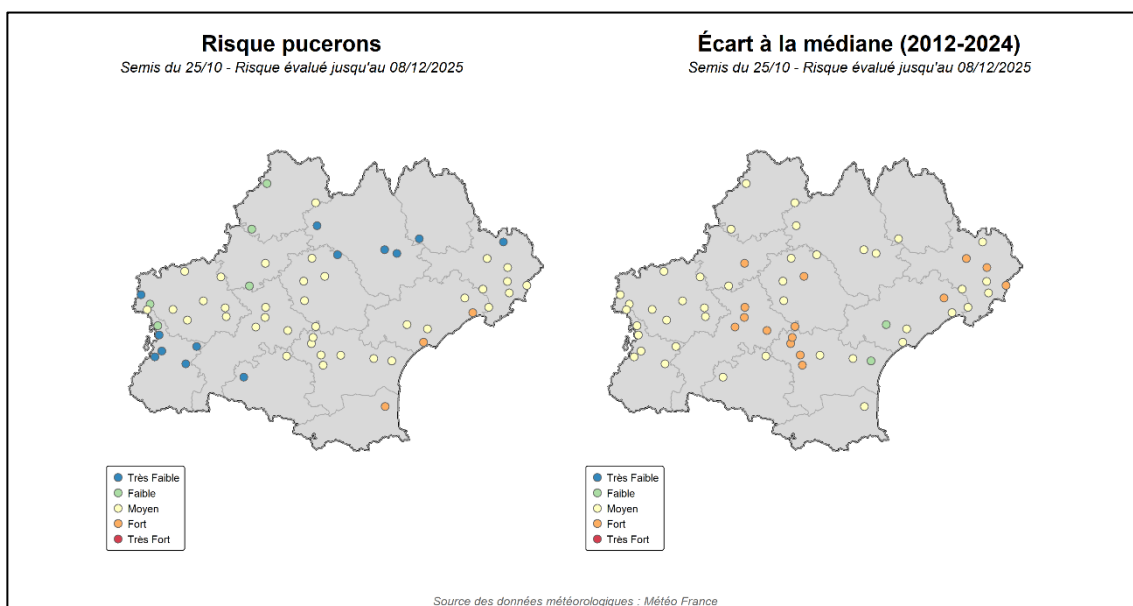 Risque pucerons
Semis du 25/10 - Risque évalué jusqu'au 08/12/2025
Écart à la médiane (2012-2024)
Semis du 25/10 - Risque évalué jusqu'au 08/12/2025
Très Faible
Faible
Moyen
Fort
Très Fort
Très Faible
Faible
Moyen
Fort
Très Fort
Source des données météorologiques : Météo France